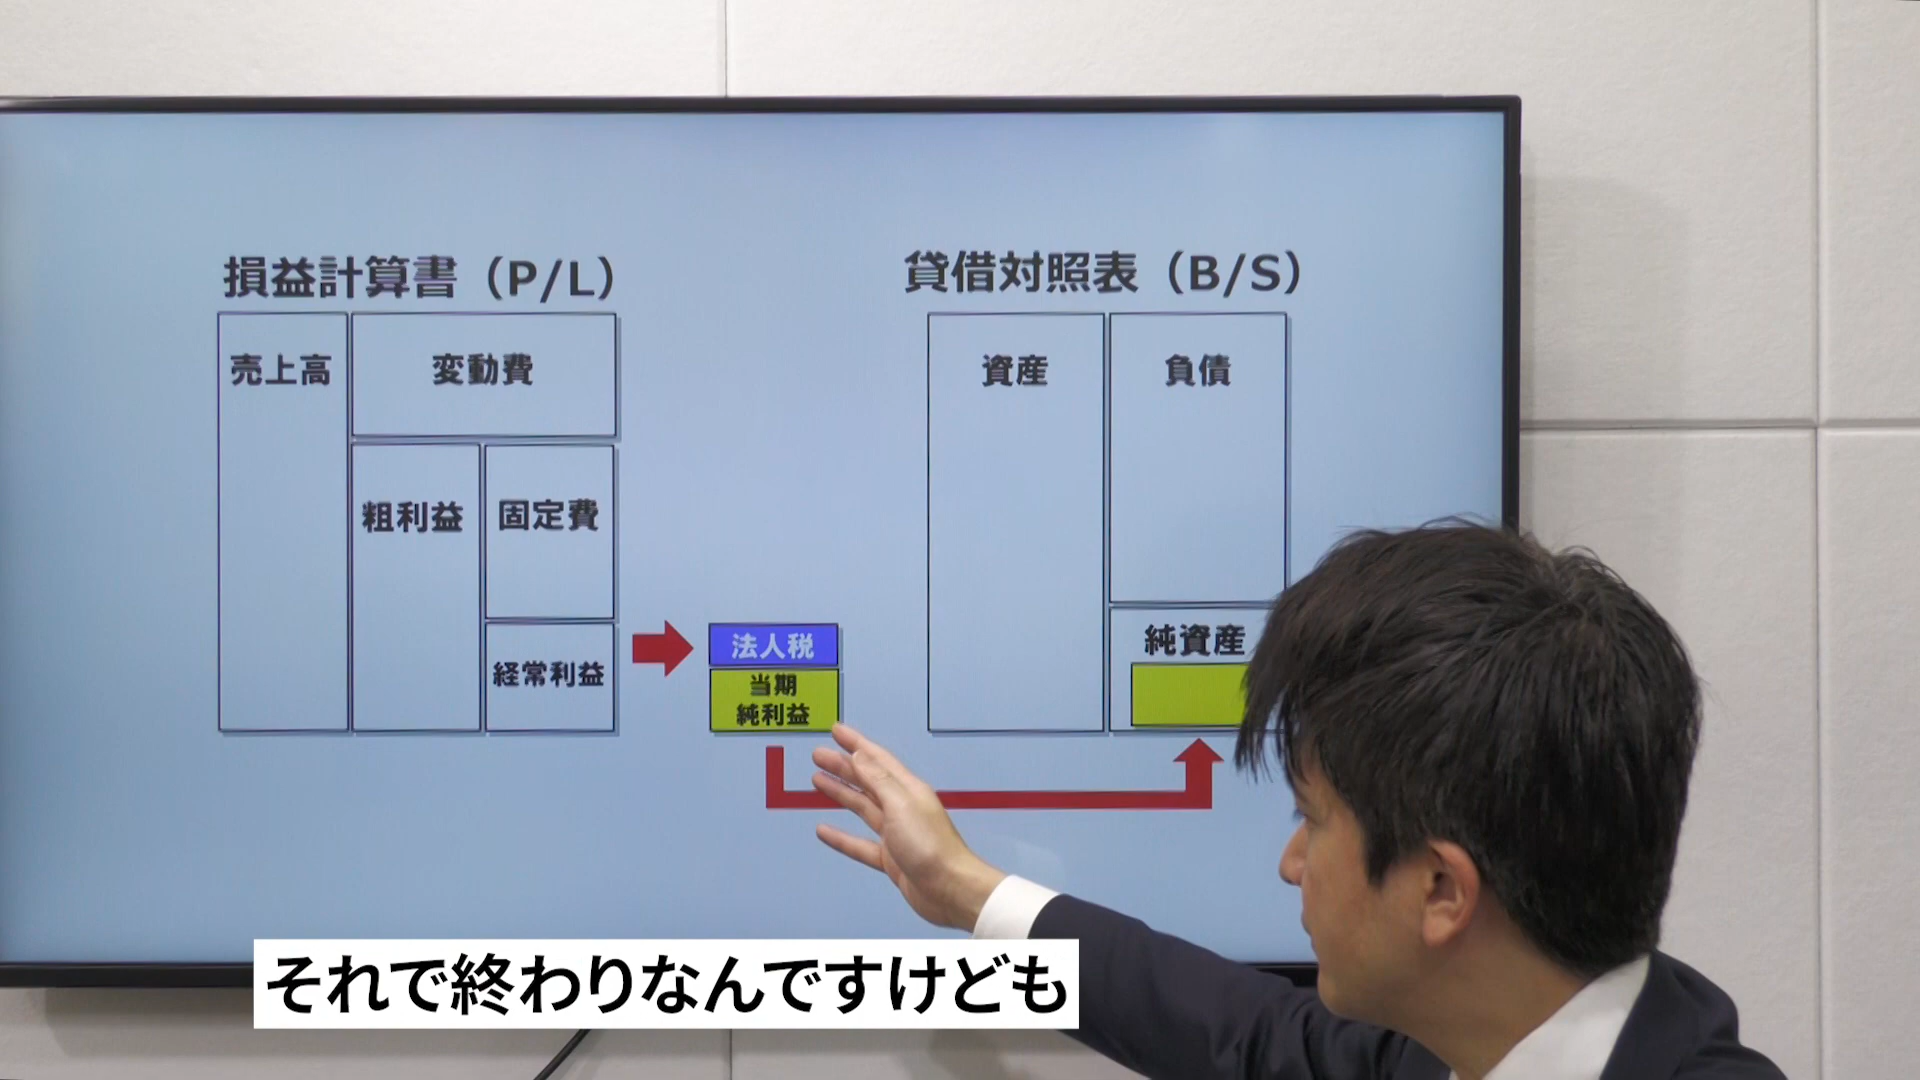 損益計算書（P/L）
売上高
変動費
粗利益
固定費
経常利益
法人税
当期
純利益
貸借対照表（B/S）
資産
負債
純資産
それで終わりなんですけども